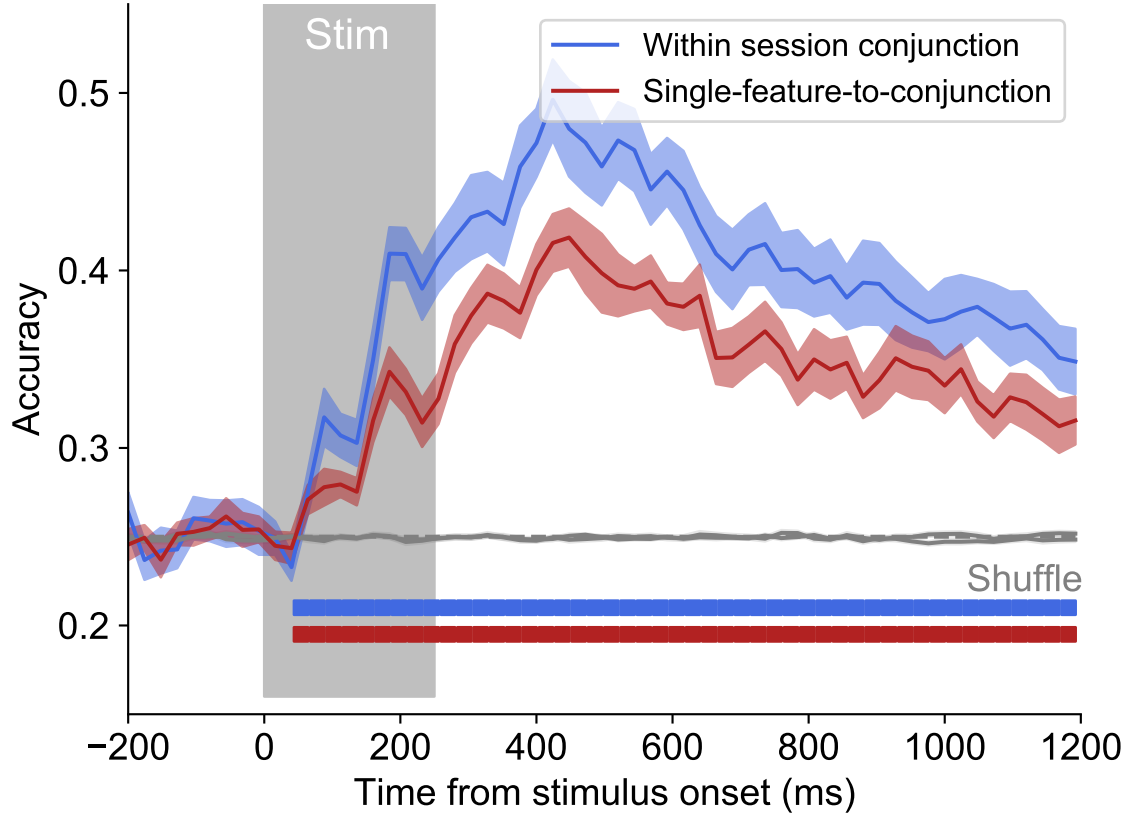 Stim
Within session conjunction
Single-feature-to-conjunction
0.5
0.4
0.3
0.2
Accuracy
Shuffle
−200 0 200 400 600 800 1000 1200
Time from stimulus onset (ms)